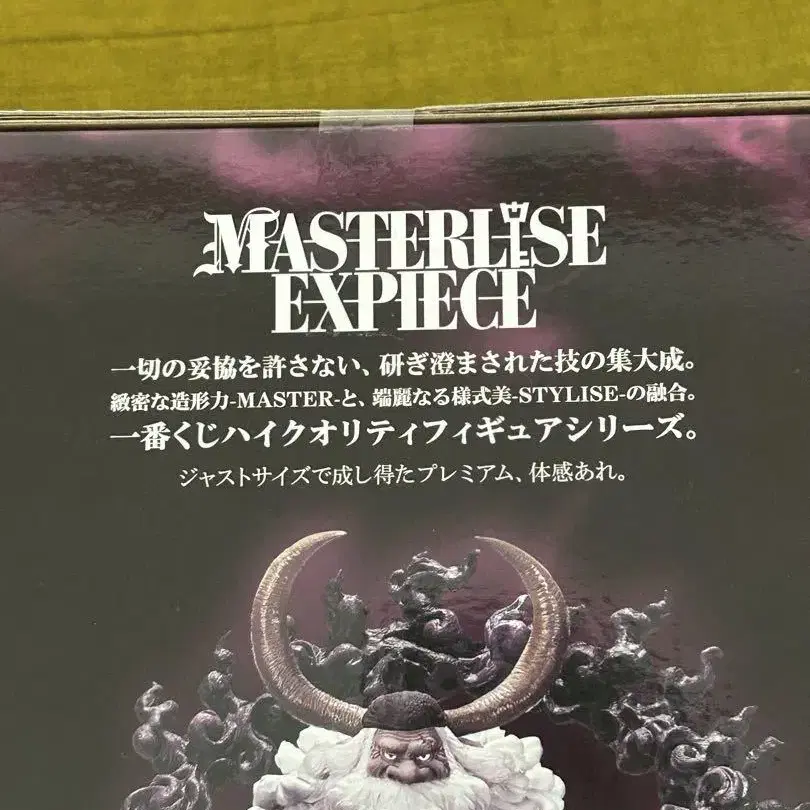 MASTERLISE
EXPIECE
一切の妥協を許さない、研ぎ澄まされた技の集大成。
緻密な造形力-MASTER-と、端麗なる様式美-STYLISE-の融合。
一番くじハイクオリティフィギュアシリーズ。
ジャストサイズで成し得たプレミアム、体感あれ。